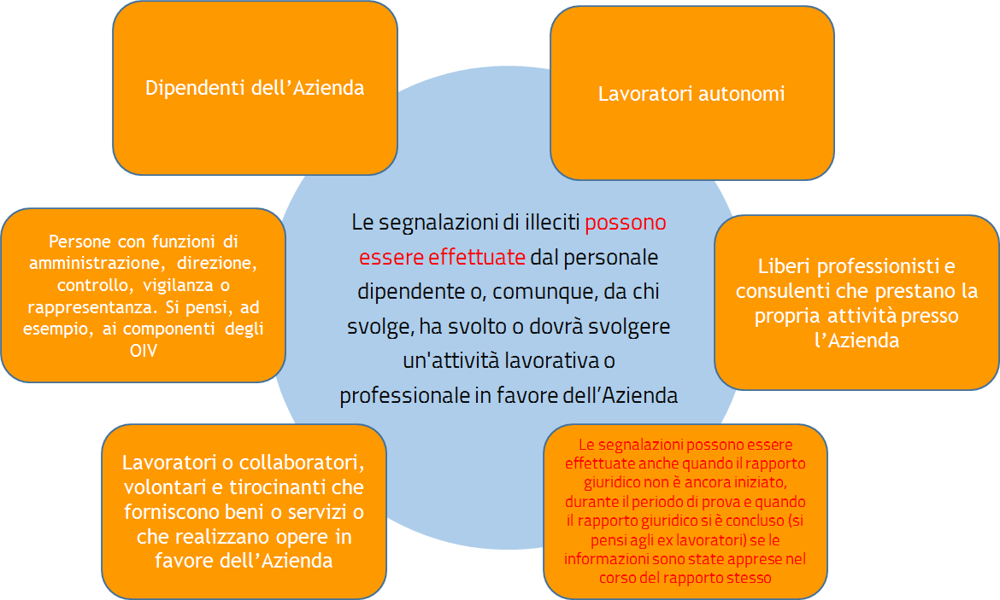 Dipendenti dell’Azienda
Lavoratori autonomi
Le segnalazioni di illeciti possono
essere effettuate dal personale
dipendente o, comunque, da chi
svolge, ha svolto o dovrà svolgere
un'attività lavorativa o
professionale in favore dell’Azienda
Persone con funzioni di
amministrazione, direzione,
controllo, vigilanza o
rappresentanza. Si pensi, ad
esempio, ai componenti degli
OIV
Liberi professionisti e
consulenti che prestano la
propria attività presso
l’Azienda
Lavoratori o collaboratori,
volontari e tirocinanti che
forniscono beni o servizi o
che realizzano opere in
favore dell’Azienda
Le segnalazioni possono essere
effettuate anche quando il rapporto
giuridico non è ancora iniziato,
durante il periodo di prova e quando
il rapporto giuridico si è concluso (si
pensi agli ex lavoratori) se le
informazioni sono state apprese nel
corso del rapporto stesso